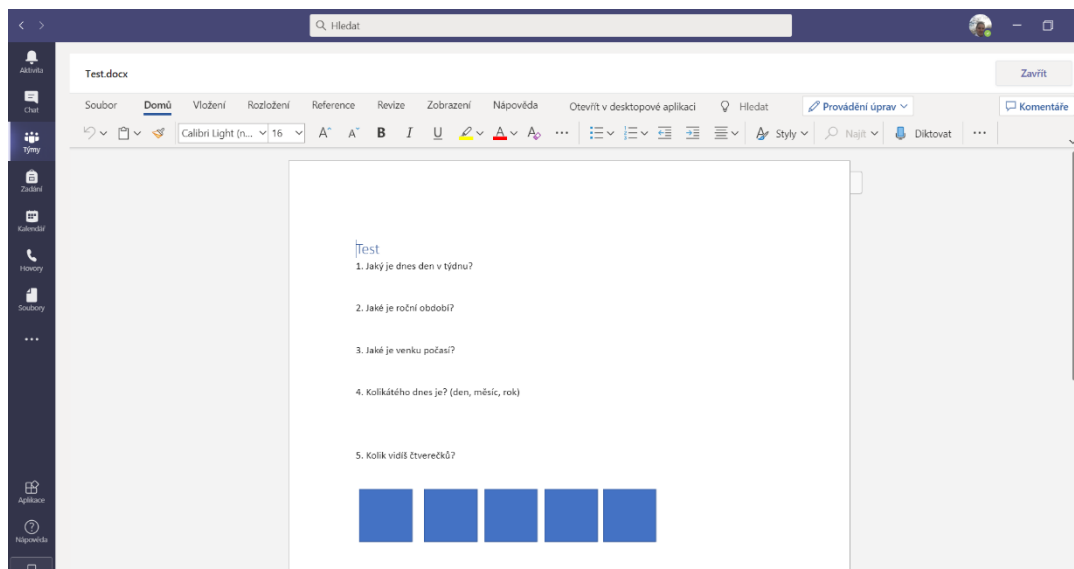 Hledat
Aktivita
Chat
Týmy
Zadání
Kalendář
Hovory
Soubory
Aplikace
Nápověda
Test.docx
Zavřít
Soubor Domů Vložení Rozložení Reference Revize Zobrazení Nápověda Otevřít v desktopové aplikaci Hledat Provádění úprav Komentáře
Calibri Light (n... 16 A A B I U A A Styly Najít Diktovat
Test
1. Jaký je dnes den v týdnu?
2. Jaké je roční období?
3. Jaké je venku počasí?
4. Kolikátého dnes je? (den, měsíc, rok)
5. Kolik vidíš čtverečků?